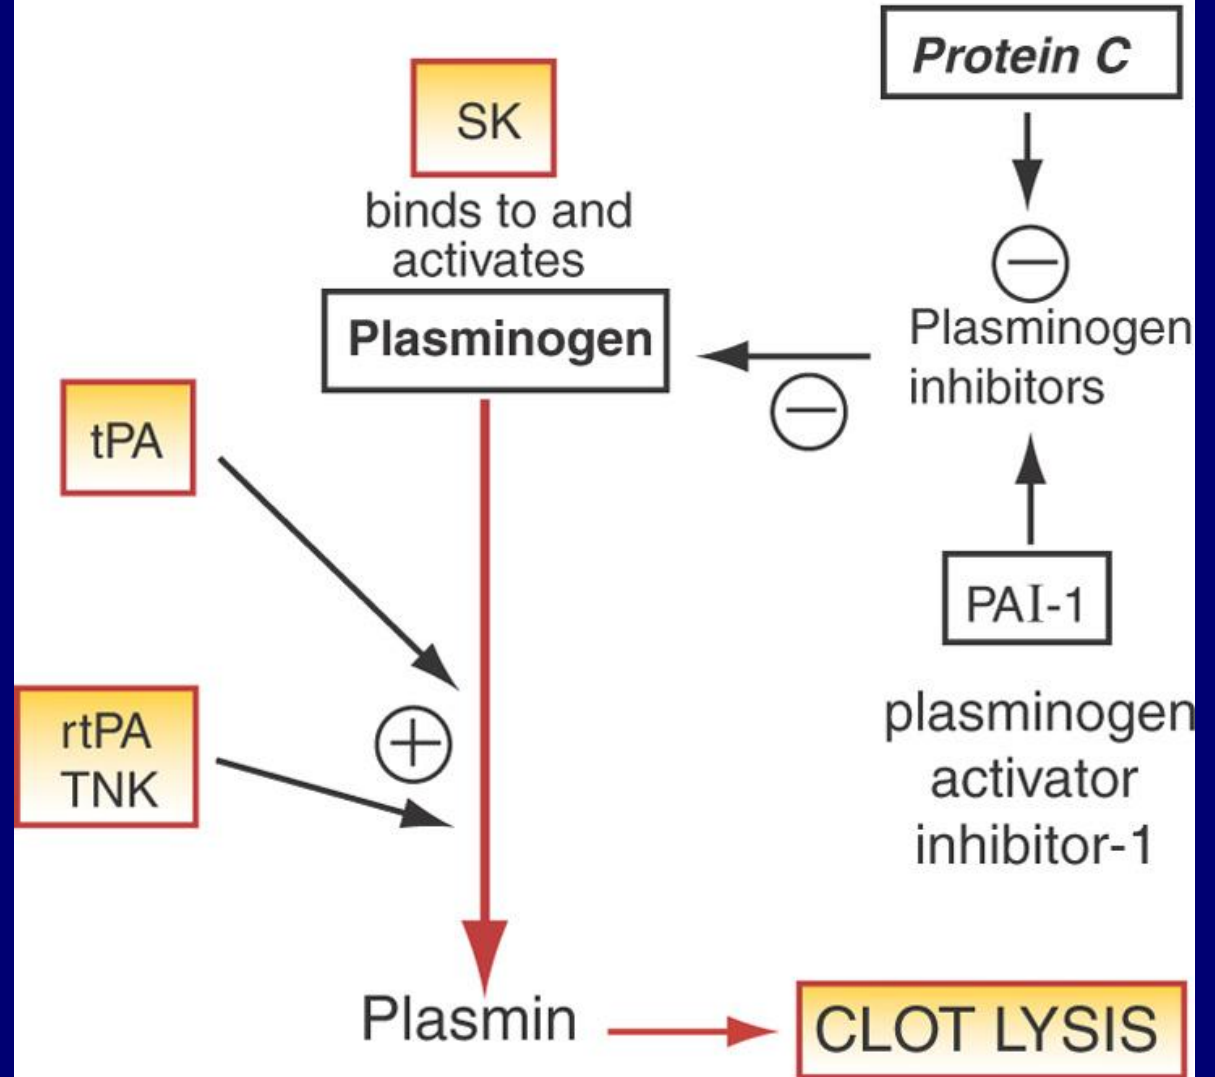 Protein C
SK
binds to and
activates
Plasminogen
Plasminogen
inhibitors
tPA
PAI-1
rtPA
TNK
plasminogen
activator
inhibitor-1
Plasmin
CLOT LYSIS